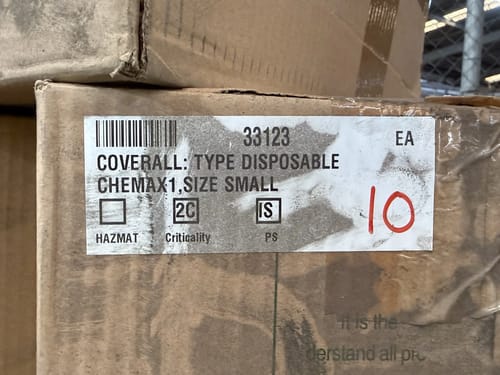 33123 EA
COVERALL: TYPE DISPOSABLE
CHEMAX1,SIZE SMALL
2C IS
HAZMAT Criticality PS
10
it is the
derstand all pro